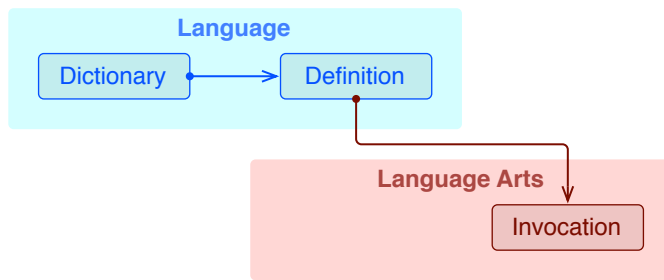 Language
Dictionary
Definition
Language Arts
Invocation